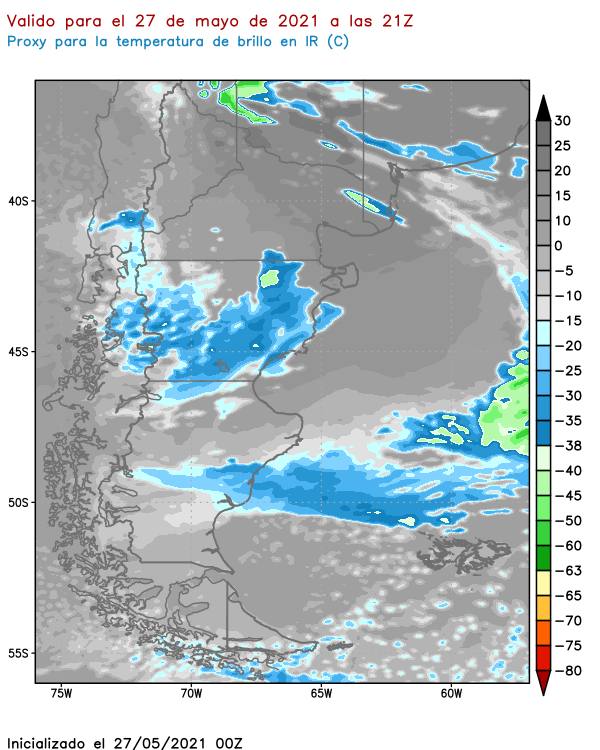 Valido para el 27 de mayo de 2021 a las 21Z
Proxy para la temperatura de brillo en IR (C)
30
25
20
15
10
0
−5
−10
−15
−20
−25
−30
−35
−38
−40
−45
−50
−60
−63
−65
−70
−75
−80
40S
45S
50S
55S
75W
70W
65W
60W
Inicializado el 27/05/2021 00Z